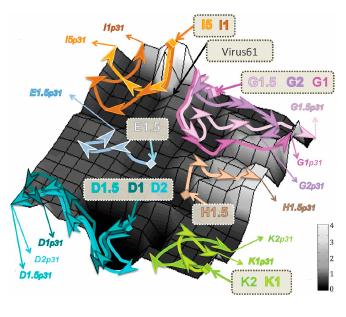 I1p31
I5p31
I5 I1
Virus61
E1.5p31
G1.5 G2 G1
G1.5p31
E1.5
G1p31
G2p31
D1.5 D1 D2
H1.5
H1.5p31
D1p31
D2p31
D1.5p31
K2p31
K1p31
K2 K1
4
3
2
1
0